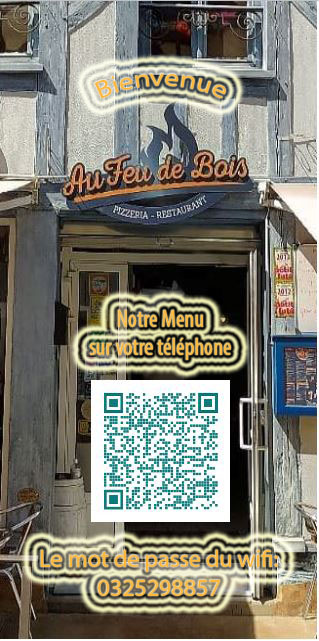 Bienvenue
Au Feu de Bois
PIZZERIA - RESTAURANT
Notre Menu
sur votre téléphone
Le mot de passe du wifi :
0325298857